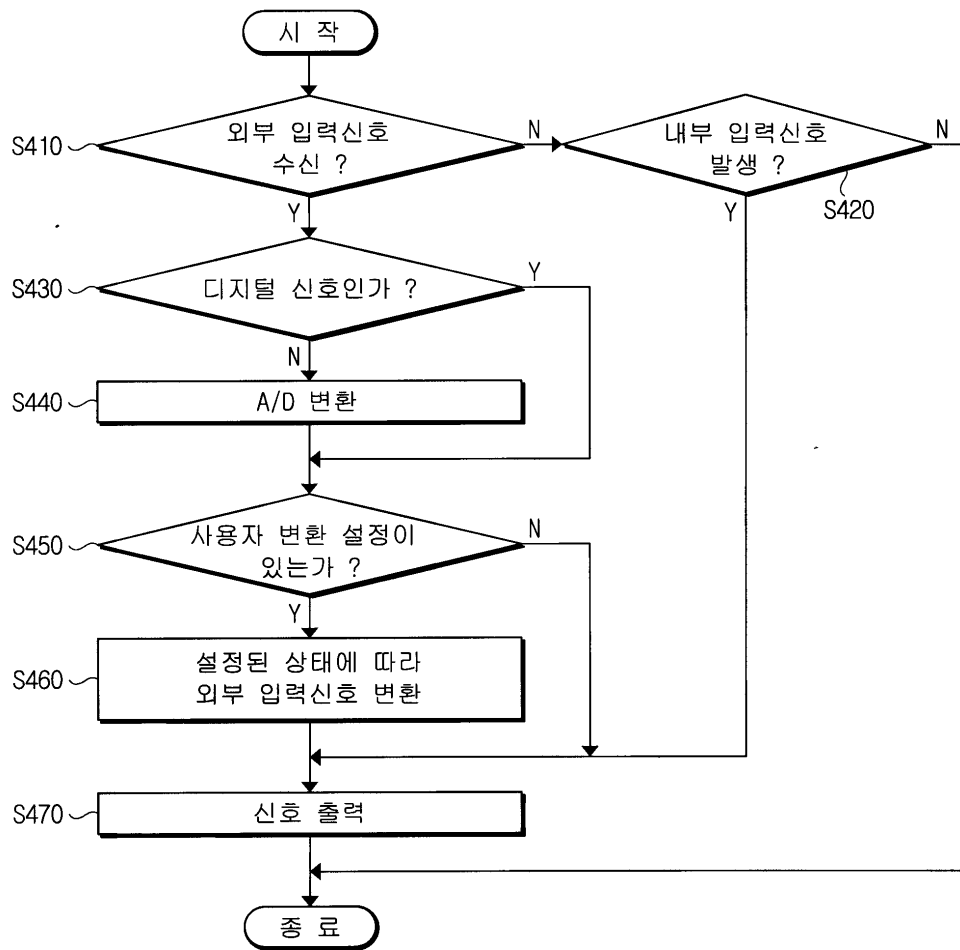 시 작
S410
외부 입력신호
수신 ?
N
내부 입력신호
발생 ?
N
S420
Y
Y
S430
디지털 신호인가 ?
Y
N
S440
A/D 변환
S450
사용자 변환 설정이
있는가 ?
N
Y
S460
설정된 상태에 따라
외부 입력신호 변환
S470
신호 출력
종 료